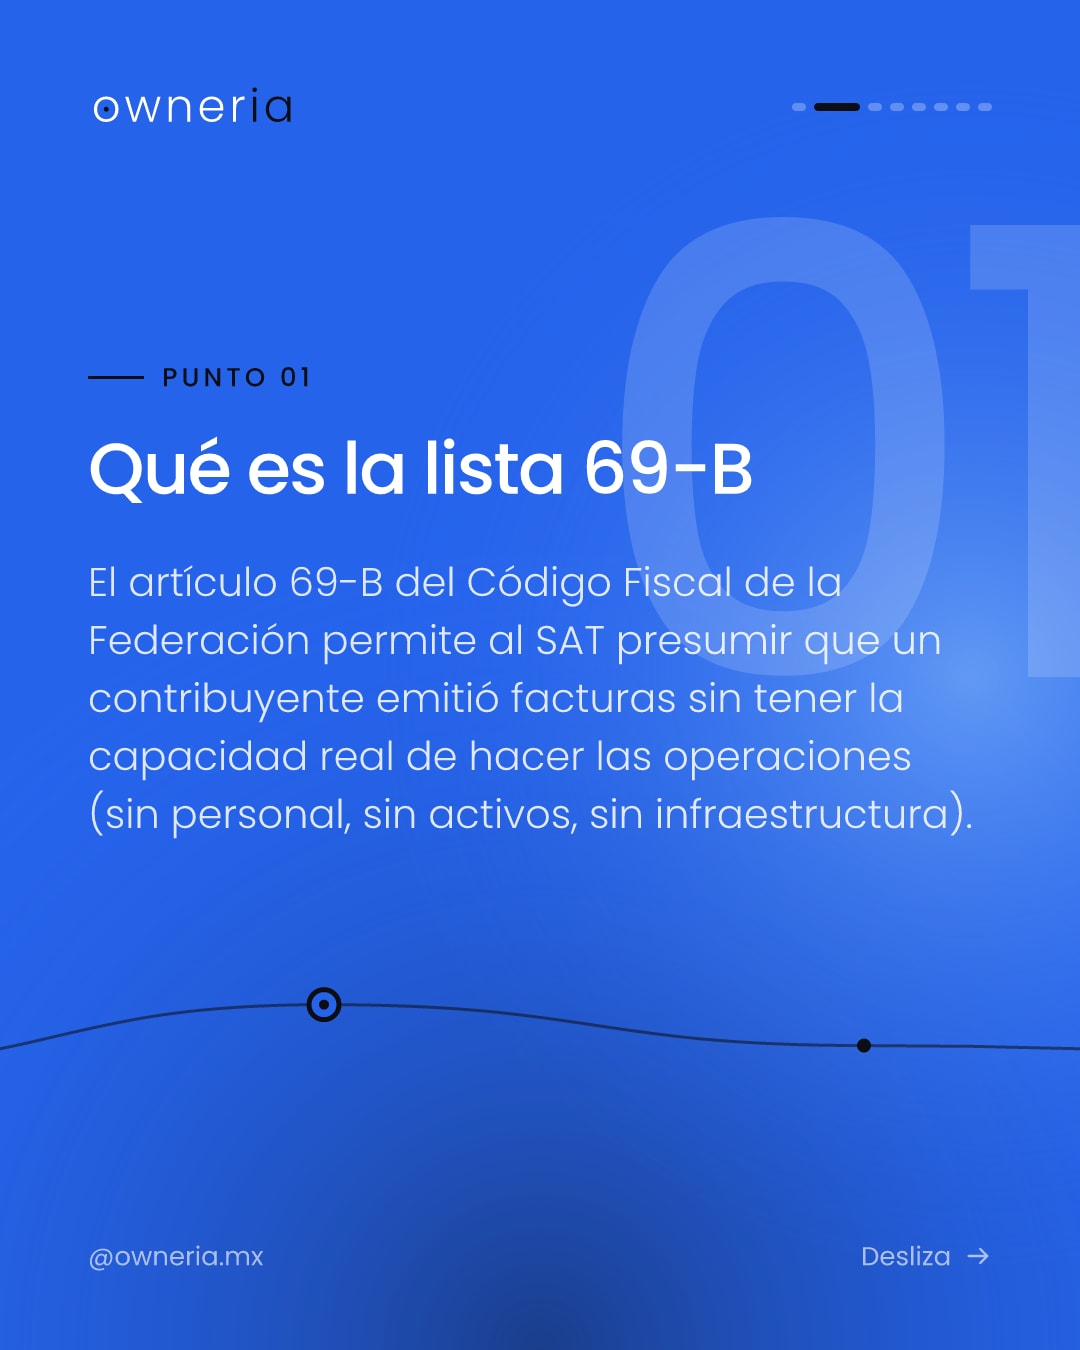 owneria
01
PUNTO 01
Qué es la lista 69-B
El artículo 69-B del Código Fiscal de la
Federación permite al SAT presumir que un
contribuyente emitió facturas sin tener la
capacidad real de hacer las operaciones
(sin personal, sin activos, sin infraestructura).
@owneria.mx
Desliza →